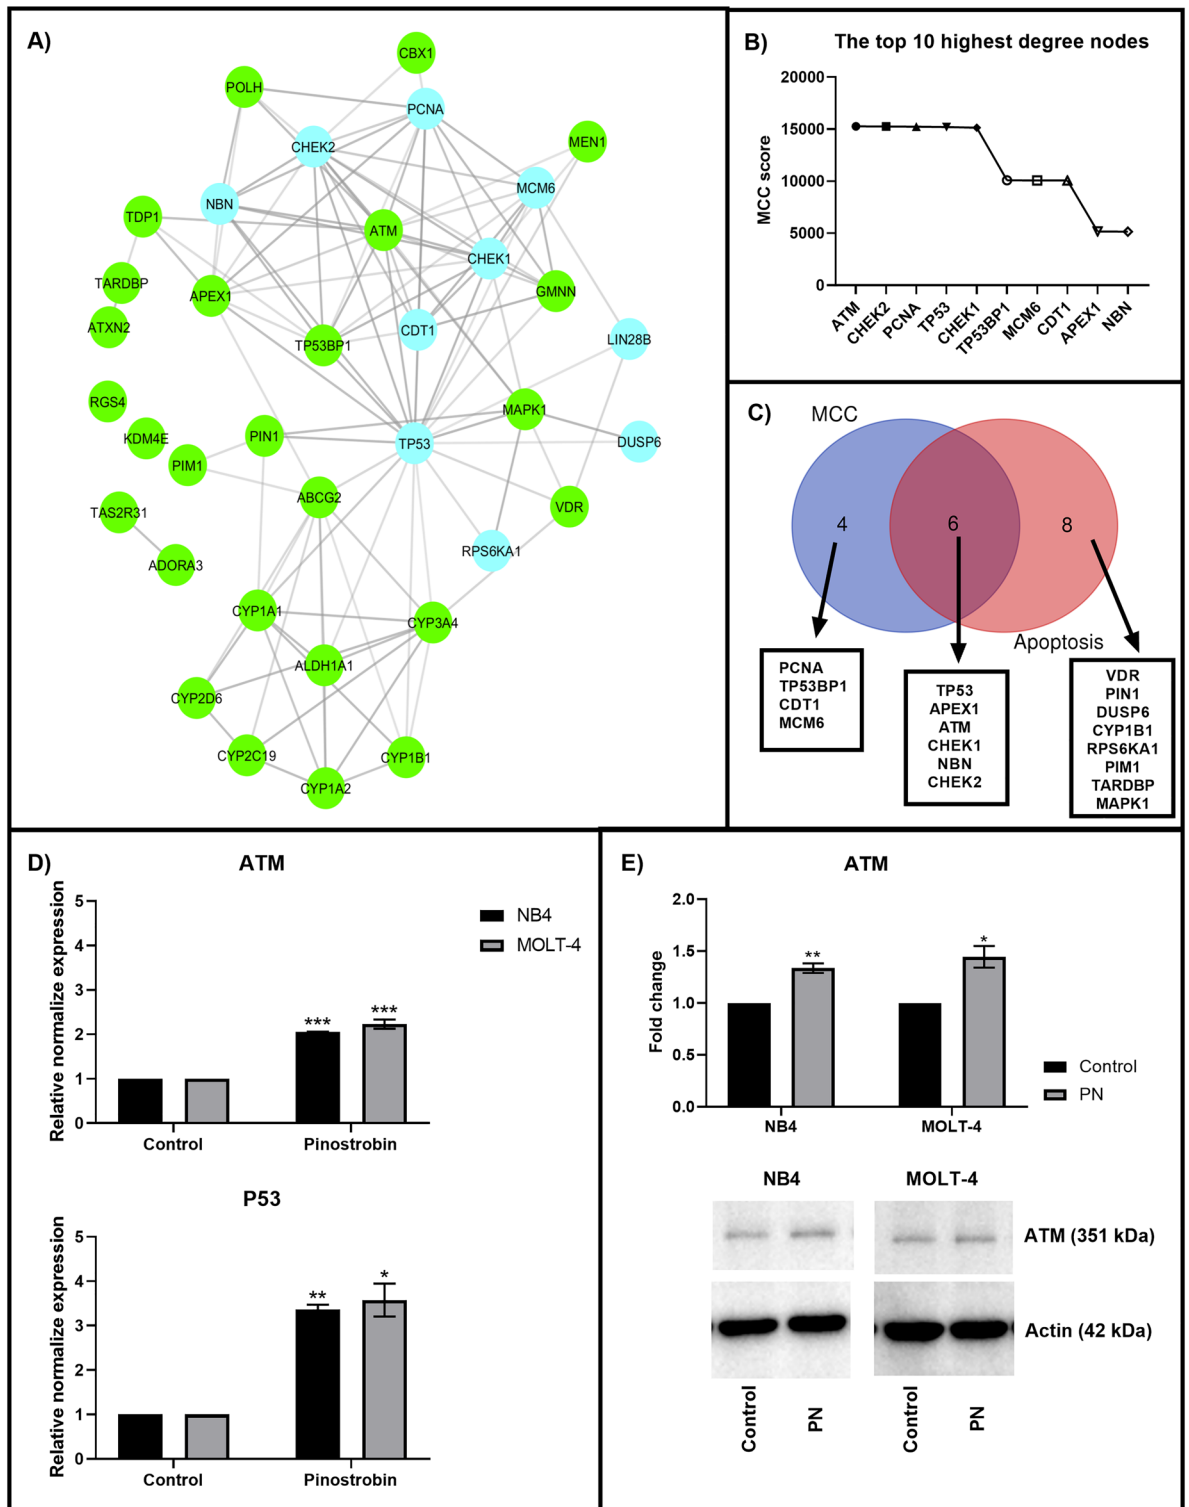 A)
CBX1
POLH
PCNA
CHEK2
MEN1
MCM6
NBN
TDP1
ATM
CHEK1
TARDBP
APEX1
GMNN
ATXN2
CDT1
TP53BP1
LIN28B
RGS4
MAPK1
KDM4E
PIN1
TP53
DUSP6
PIM1
ABCG2
VDR
TAS2R31
RPS6KA1
ADORA3
CYP1A1
CYP3A4
ALDH1A1
CYP2D6
CYP2C19
CYP1B1
CYP1A2
B)
The top 10 highest degree nodes
MCC score
20000
15000
10000
5000
0
ATM
CHEK2
PCNA
TP53
CHEK1
TP53BP1
MCM6
CDT1
APEX1
NBN
C)
MCC
4
6
8
Apoptosis
PCNA
TP53BP1
CDT1
MCM6
TP53
APEX1
ATM
CHEK1
NBN
CHEK2
VDR
PIN1
DUSP6
CYP1B1
RPS6KA1
PIM1
TARDBP
MAPK1
D)
ATM
Relative normalize expression
5
4
3
2
1
0
*** ***
Control Pinostrobin
NB4
MOLT-4
P53
Relative normalize expression
5
4
3
2
1
0
** *
Control Pinostrobin
E)
ATM
Fold change
2.0
1.5
1.0
0.5
0.0
** *
NB4 MOLT-4
Control
PN
NB4 MOLT-4
ATM (351 kDa)
Actin (42 kDa)
Control PN Control PN